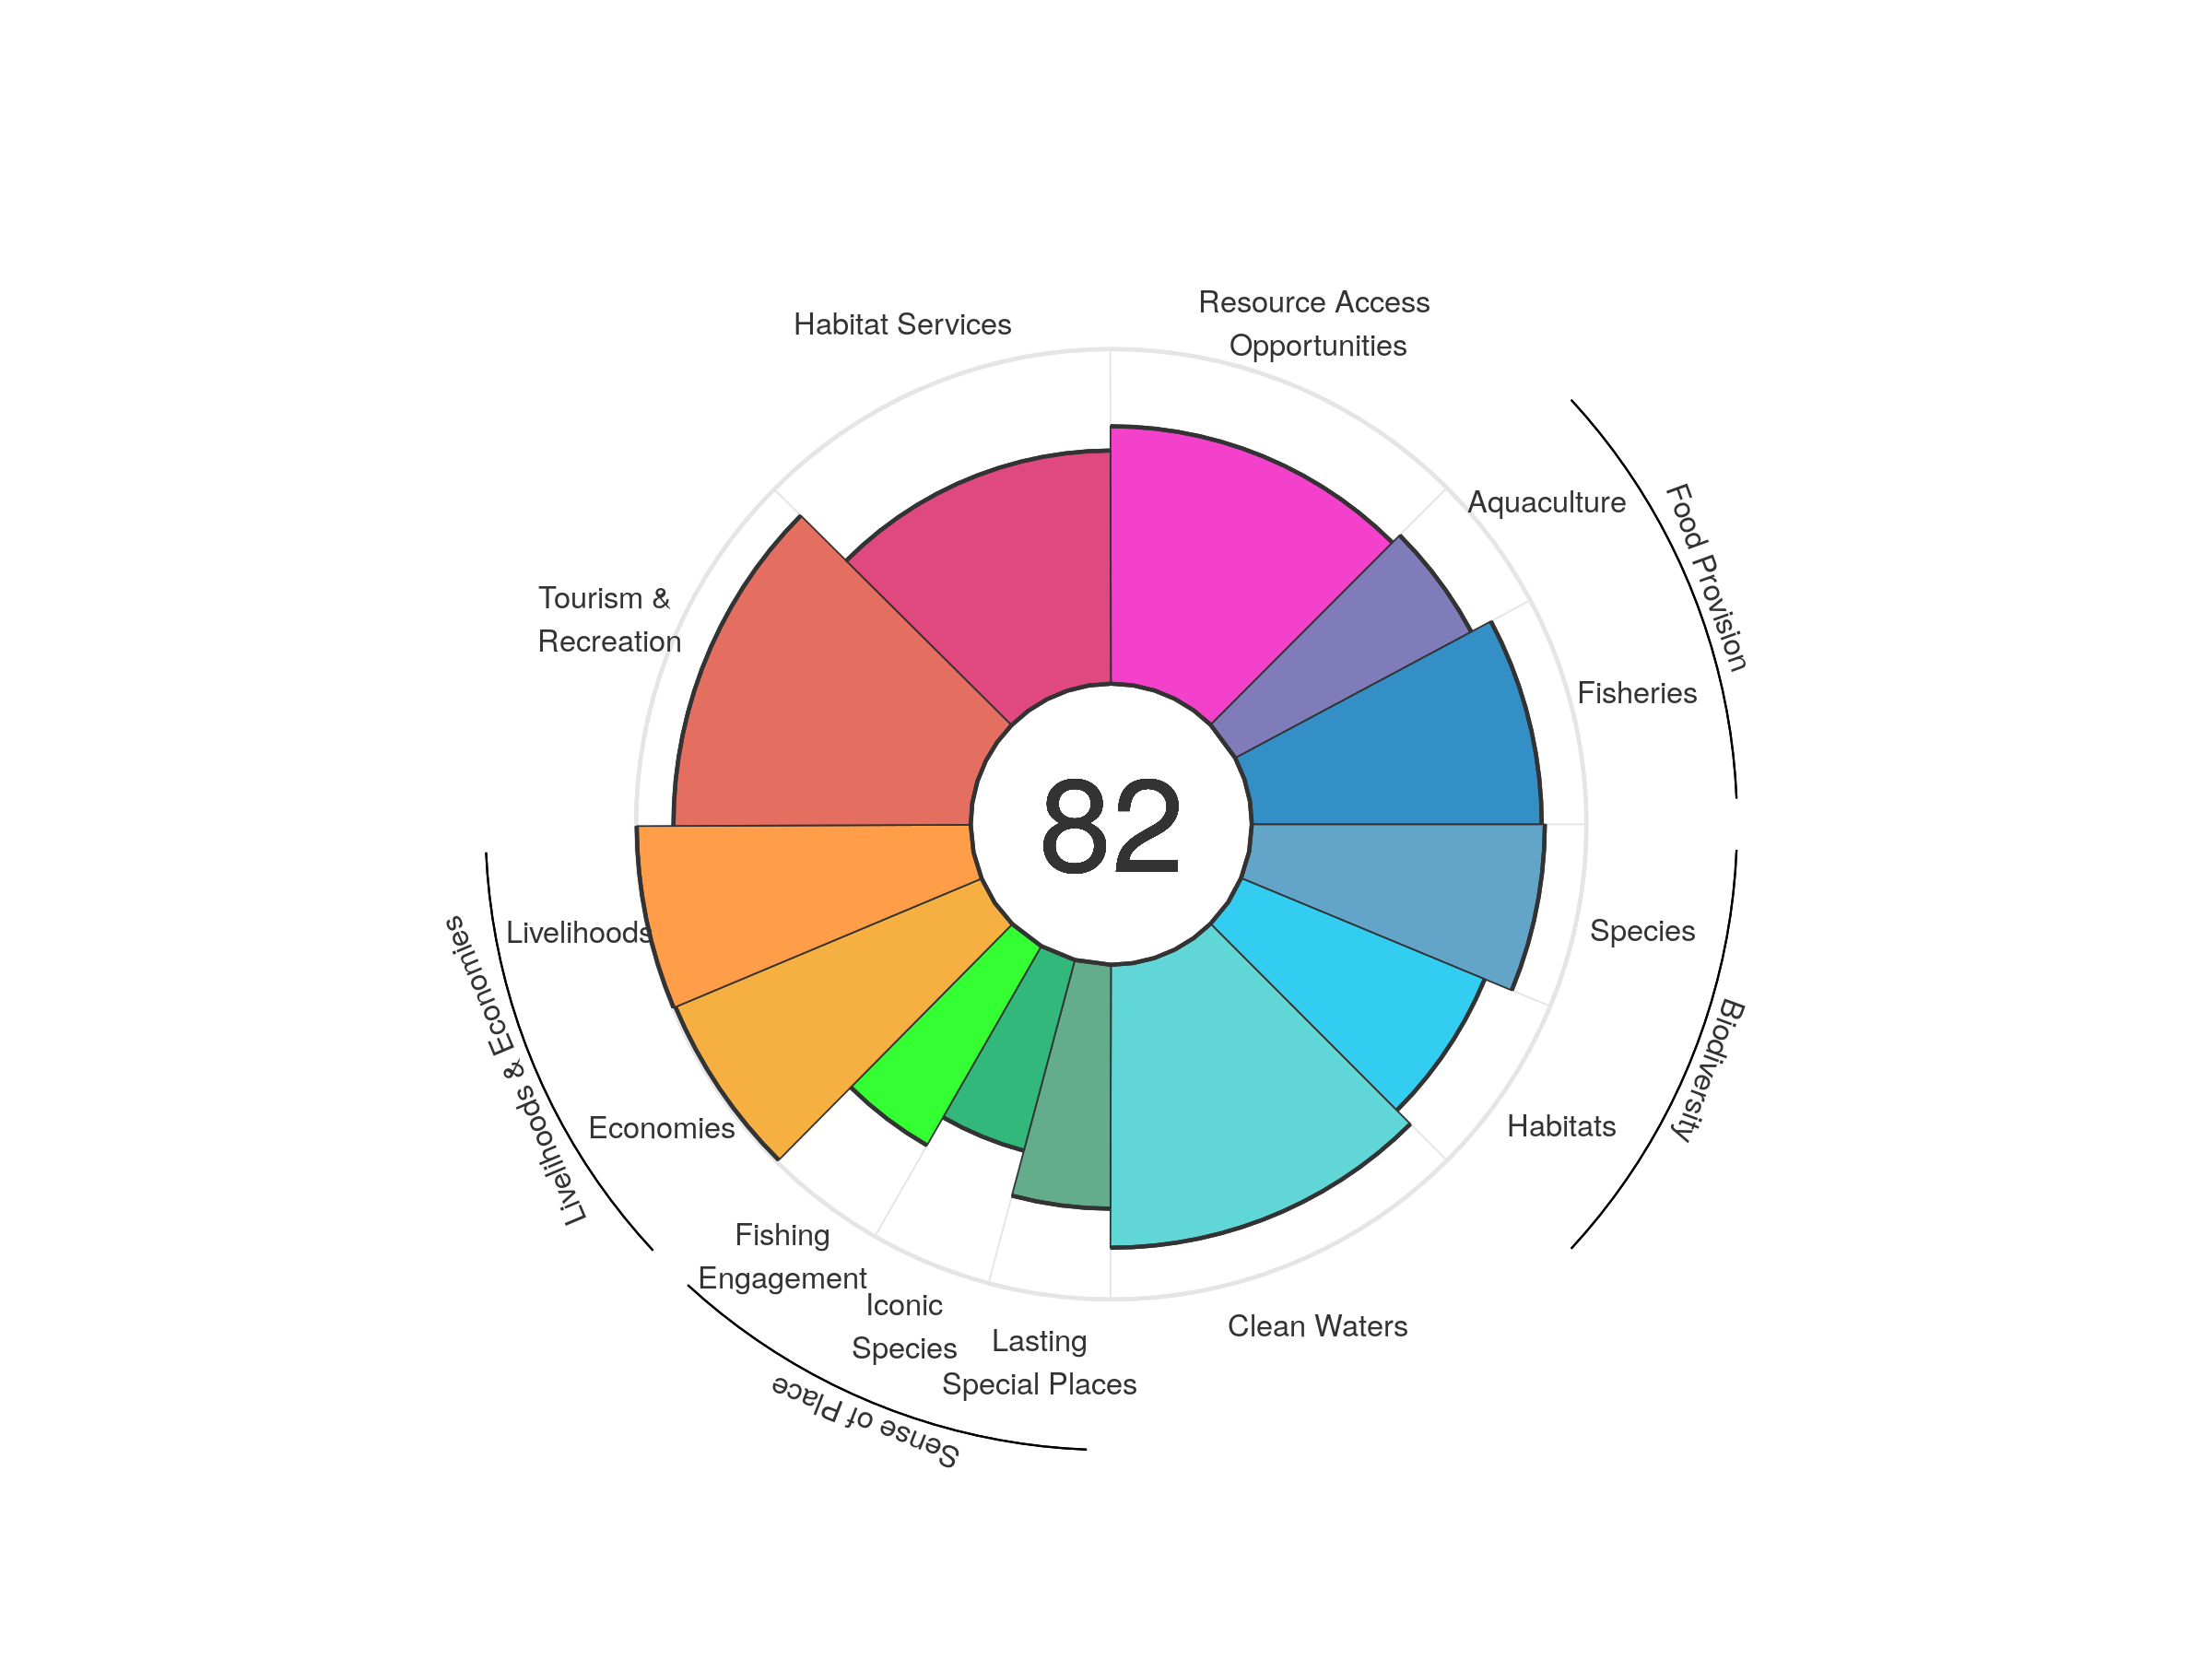 Resource Access
Opportunities
Habitat Services
Aquaculture
Food Provision
Tourism &
Recreation
Fisheries
82
Livelihoods
Species
Livelihoods & Economies
Biodiversity
Economies
Habitats
Fishing
Engagement
Iconic
Species
Lasting
Special Places
Clean Waters
Sense of Place